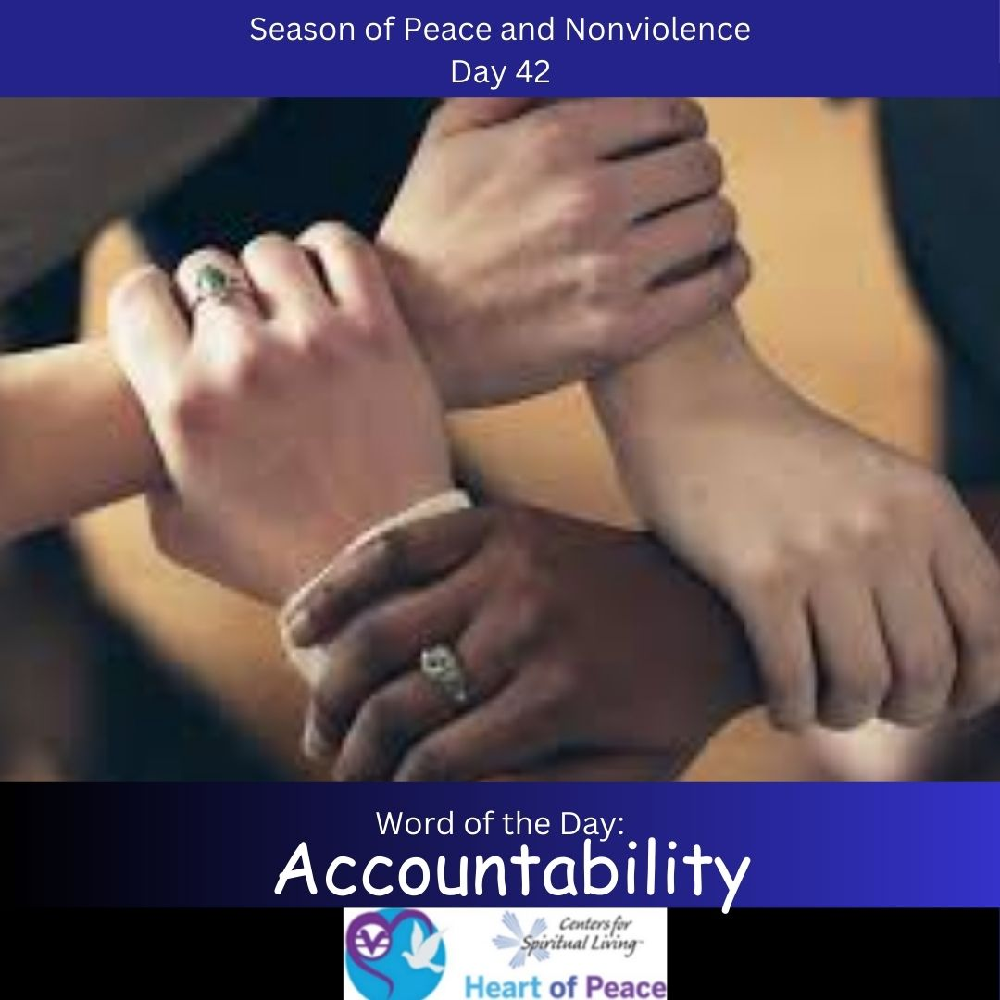 Season of Peace and Nonviolence
Day 42
Word of the Day:
Accountability
Centers for
Spiritual Living
Heart of Peace